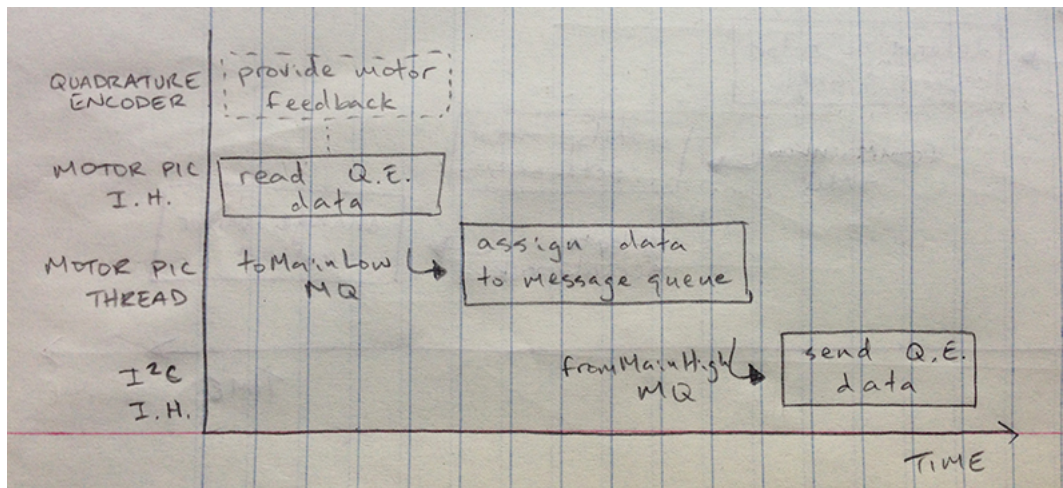 QUADRATURE
ENCODER
provide motor
feedback
MOTOR PIC
I.H.
read Q.E.
data
MOTOR PIC
THREAD
toMainLow
MQ
assign data
to message queue
I²C
I.H.
fromMainHigh
MQ
send Q.E.
data
TIME